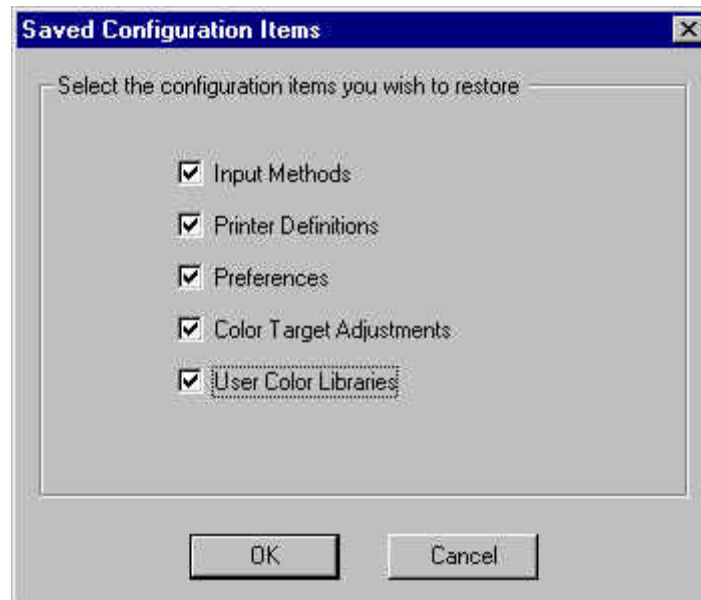 Saved Configuration Items
Select the configuration items you wish to restore
Input Methods
Printer Definitions
Preferences
Color Target Adjustments
User Color Libraries
OK
Cancel